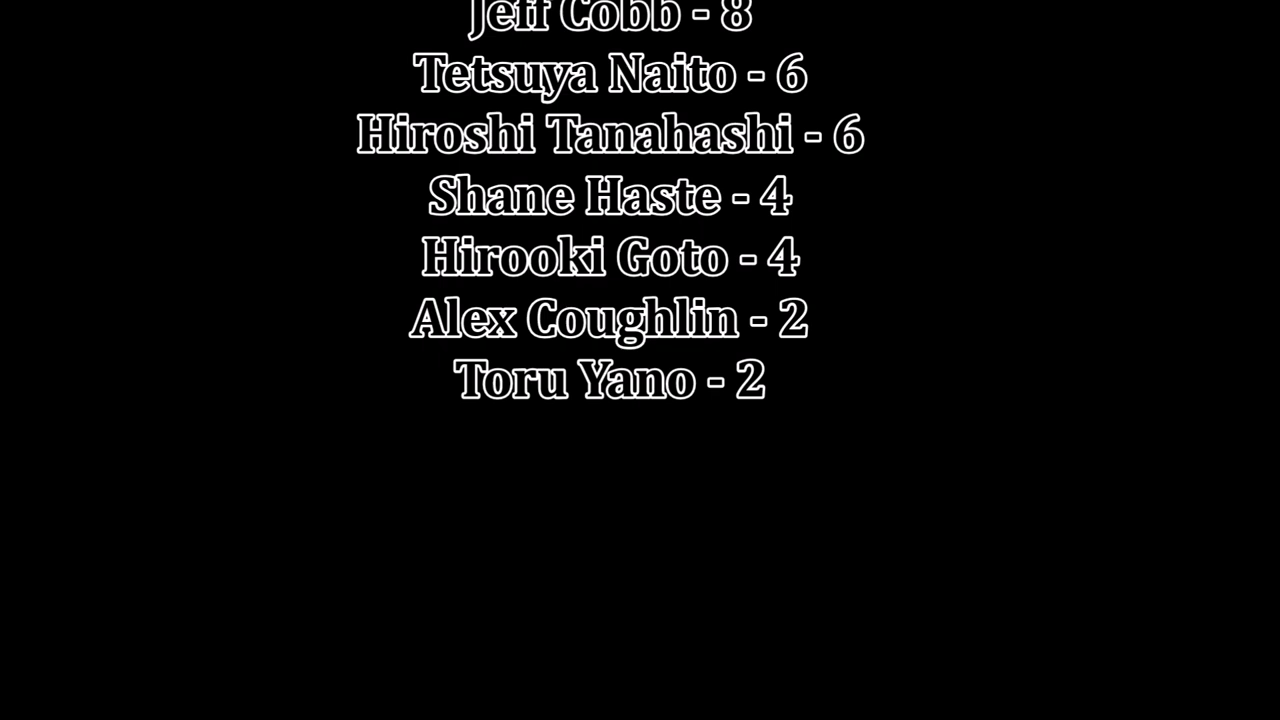 Jeff Cobb - 8
Tetsuya Naito - 6
Hiroshi Tanahashi - 6
Shane Haste - 4
Hirooki Goto - 4
Alex Coughlin - 2
Toru Yano - 2